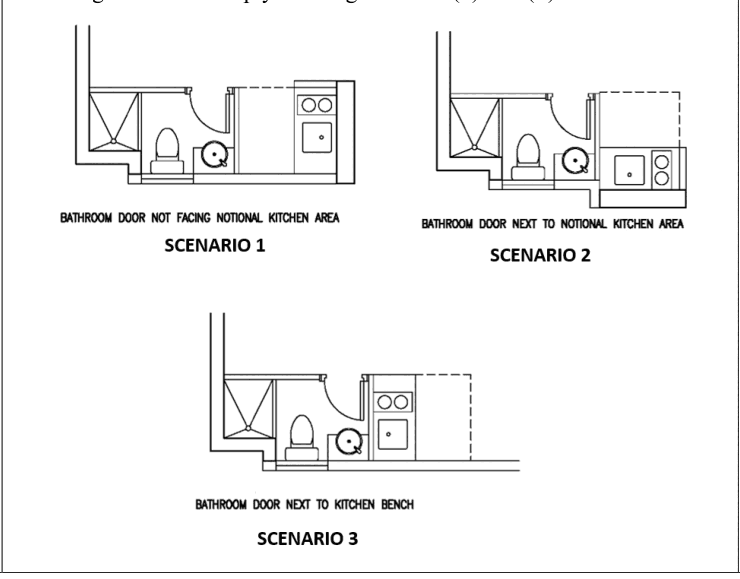 BATHROOM DOOR NOT FACING NOTIONAL KITCHEN AREA
SCENARIO 1
BATHROOM DOOR NEXT TO NOTIONAL KITCHEN AREA
SCENARIO 2
BATHROOM DOOR NEXT TO KITCHEN BENCH
SCENARIO 3